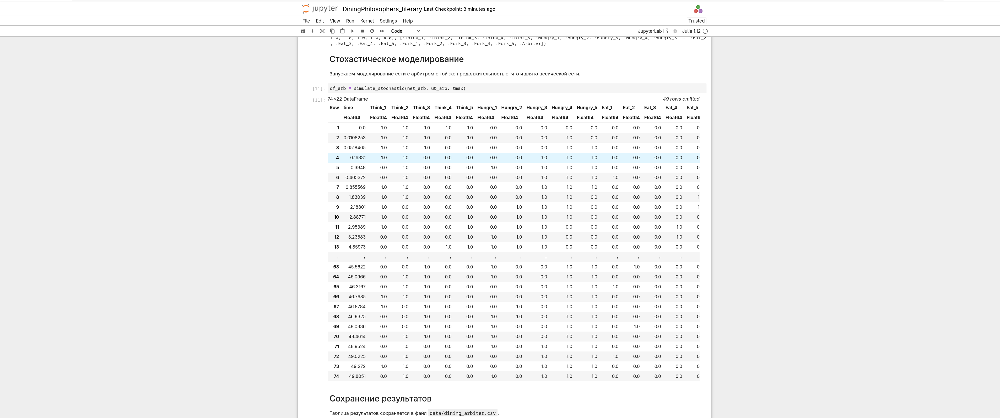 jupyter DiningPhilosophers_literary Last Checkpoint: 3 minutes ago
File Edit View Run Kernel Settings Help Trusted
Code JupyterLab Julia 1.12
1.0, 1.0, 1.0, 1.0, 4.0], [:Think_1, :Think_2, :Think_3, :Think_4, :Think_5, :Hungry_1, :Hungry_2, :Hungry_3, :Hungry_4, :Hungry_5 … :Eat_2
, :Eat_3, :Eat_4, :Eat_5, :Fork_1, :Fork_2, :Fork_3, :Fork_4, :Fork_5, :Arbiter])
Стохастическое моделирование
Запускаем моделирование сети с арбитром с той же продолжительностью, что и для классической сети.
[11]: df_arb = simulate_stochastic(net_arb, u0_arb, tmax)
[11]: 74×22 DataFrame 49 rows omitted
Row time Think_1 Think_2 Think_3 Think_4 Think_5 Hungry_1 Hungry_2 Hungry_3 Hungry_4 Hungry_5 Eat_1 Eat_2 Eat_3 Eat_4 Eat_5
Float64 Float64 Float64 Float64 Float64 Float64 Float64 Float64 Float64 Float64 Float64 Float64 Float64 Float64 Float64 Float6
1 0.0 1.0 1.0 1.0 1.0 1.0 0.0 0.0 0.0 0.0 0.0 0.0 0.0 0.0 0.0 0
2 0.0108253 1.0 1.0 1.0 0.0 1.0 0.0 0.0 0.0 1.0 0.0 0.0 0.0 0.0 0.0 0
3 0.0518405 1.0 1.0 1.0 0.0 0.0 0.0 0.0 0.0 1.0 1.0 0.0 0.0 0.0 0.0 0
4 0.16831 1.0 1.0 0.0 0.0 0.0 0.0 0.0 1.0 1.0 1.0 0.0 0.0 0.0 0.0 0
5 0.3948 0.0 1.0 0.0 0.0 0.0 1.0 0.0 1.0 1.0 1.0 0.0 0.0 0.0 0.0 0
6 0.405372 0.0 1.0 0.0 0.0 0.0 0.0 0.0 1.0 1.0 1.0 1.0 0.0 0.0 0.0 0
7 0.855569 1.0 1.0 0.0 0.0 0.0 0.0 0.0 1.0 1.0 1.0 0.0 0.0 0.0 0.0 0
8 1.83039 1.0 1.0 0.0 0.0 0.0 0.0 0.0 1.0 1.0 0.0 0.0 0.0 0.0 0.0 1
9 2.18801 1.0 0.0 0.0 0.0 0.0 0.0 1.0 1.0 1.0 0.0 0.0 0.0 0.0 0.0 1
10 2.88771 1.0 0.0 0.0 0.0 1.0 0.0 1.0 1.0 1.0 0.0 0.0 0.0 0.0 0.0 0
11 2.95389 1.0 0.0 0.0 0.0 1.0 0.0 1.0 1.0 0.0 0.0 0.0 0.0 0.0 1.0 0
12 3.23583 0.0 0.0 0.0 0.0 1.0 1.0 1.0 1.0 0.0 0.0 0.0 0.0 0.0 1.0 0
13 4.85973 0.0 0.0 0.0 1.0 1.0 1.0 1.0 1.0 0.0 0.0 0.0 0.0 0.0 0.0 0
⋮ ⋮ ⋮ ⋮ ⋮ ⋮ ⋮ ⋮ ⋮ ⋮ ⋮ ⋮ ⋮ ⋮ ⋮ ⋮
63 45.5622 0.0 0.0 1.0 0.0 0.0 1.0 0.0 0.0 1.0 1.0 0.0 1.0 0.0 0.0 0
64 46.0966 0.0 1.0 1.0 0.0 0.0 1.0 0.0 0.0 1.0 1.0 0.0 0.0 0.0 0.0 0
65 46.3167 0.0 1.0 1.0 0.0 0.0 0.0 0.0 0.0 1.0 1.0 1.0 0.0 0.0 0.0 0
66 46.7685 1.0 1.0 1.0 0.0 0.0 0.0 0.0 0.0 1.0 1.0 0.0 0.0 0.0 0.0 0
67 46.8784 1.0 0.0 1.0 0.0 0.0 0.0 1.0 0.0 1.0 1.0 0.0 0.0 0.0 0.0 0
68 46.9325 0.0 0.0 1.0 0.0 0.0 1.0 1.0 0.0 1.0 1.0 0.0 0.0 0.0 0.0 0
69 48.0336 0.0 0.0 1.0 0.0 0.0 1.0 0.0 0.0 1.0 1.0 0.0 1.0 0.0 0.0 0
70 48.4614 0.0 1.0 1.0 0.0 0.0 1.0 0.0 0.0 1.0 1.0 0.0 0.0 0.0 0.0 0
71 48.9524 0.0 1.0 0.0 0.0 0.0 1.0 0.0 1.0 1.0 1.0 0.0 0.0 0.0 0.0 0
72 49.0225 0.0 1.0 0.0 0.0 0.0 0.0 0.0 1.0 1.0 1.0 1.0 0.0 0.0 0.0 0
73 49.272 1.0 1.0 0.0 0.0 0.0 0.0 0.0 1.0 1.0 1.0 0.0 0.0 0.0 0.0 0
74 49.8051 0.0 1.0 0.0 0.0 0.0 1.0 0.0 1.0 1.0 1.0 0.0 0.0 0.0 0.0 0
Сохранение результатов
Таблица результатов сохраняется в файл data/dining_arbiter.csv.